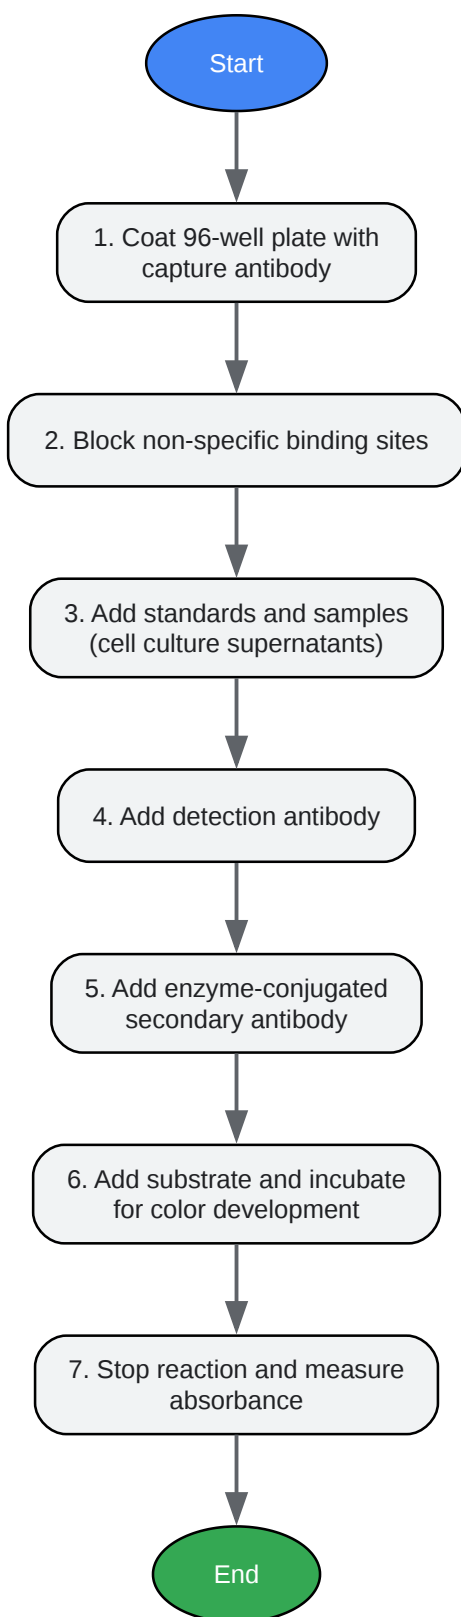 Start
1. Coat 96-well plate with
capture antibody
2. Block non-specific binding sites
3. Add standards and samples
(cell culture supernatants)
4. Add detection antibody
5. Add enzyme-conjugated
secondary antibody
6. Add substrate and incubate
for color development
7. Stop reaction and measure
absorbance
End